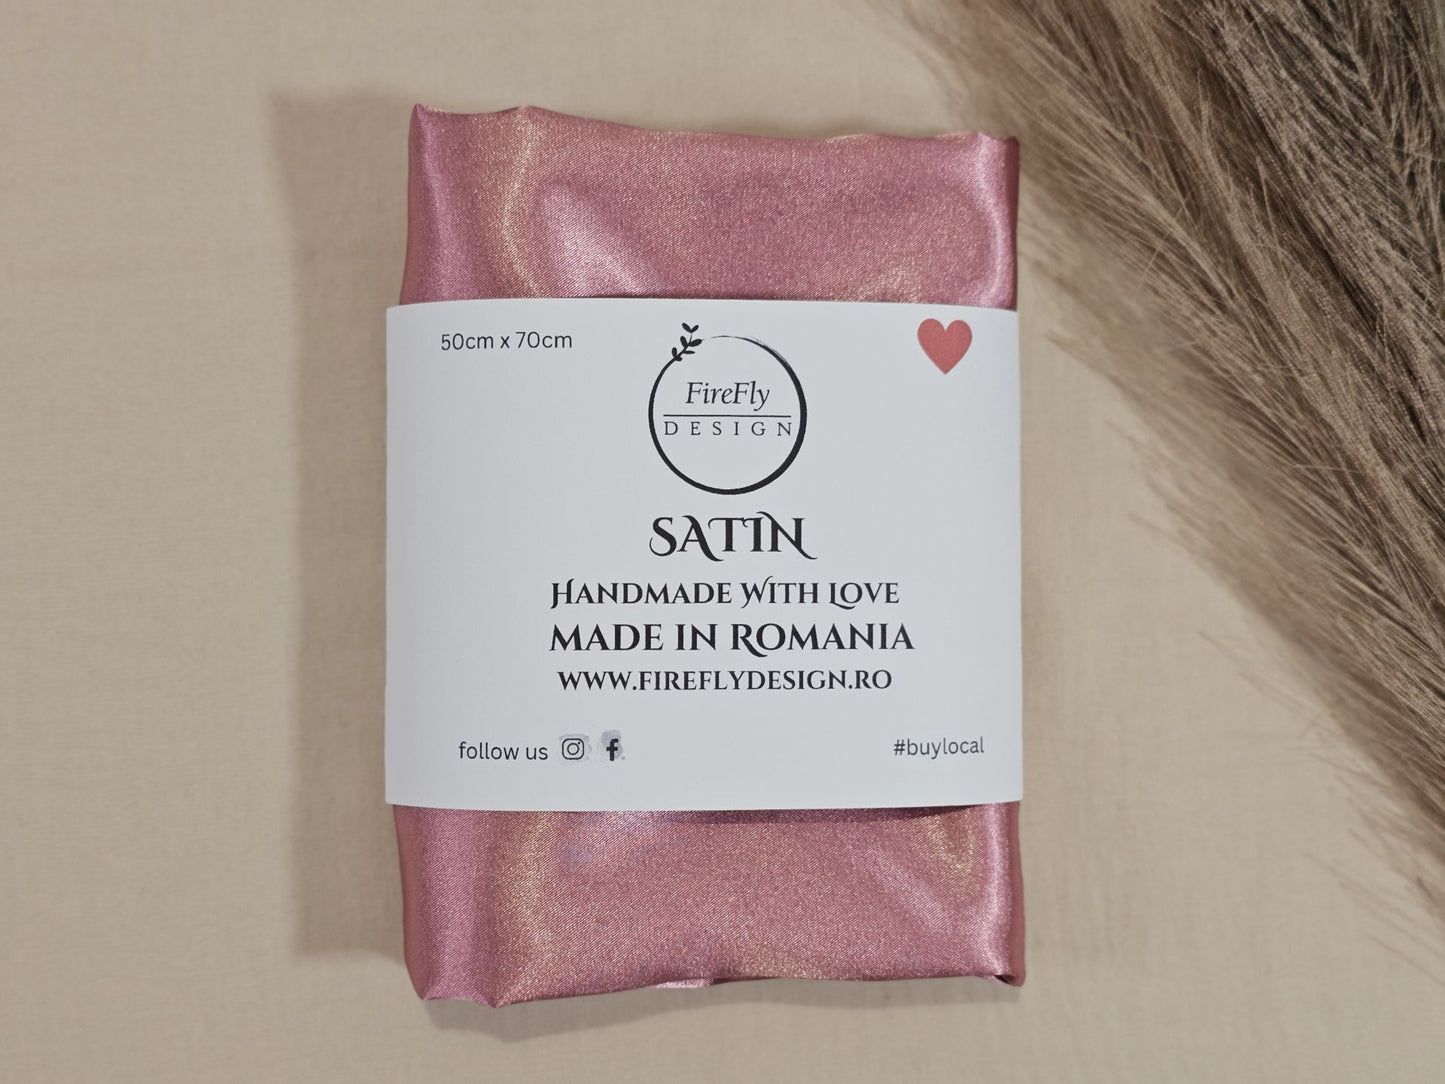 50cm x 70cm
FireFly
DESIGN
SATIN
HANDMADE WITH LOVE
MADE IN ROMANIA
WWW.FIREFLYDESIGN.RO
follow us
#buylocal